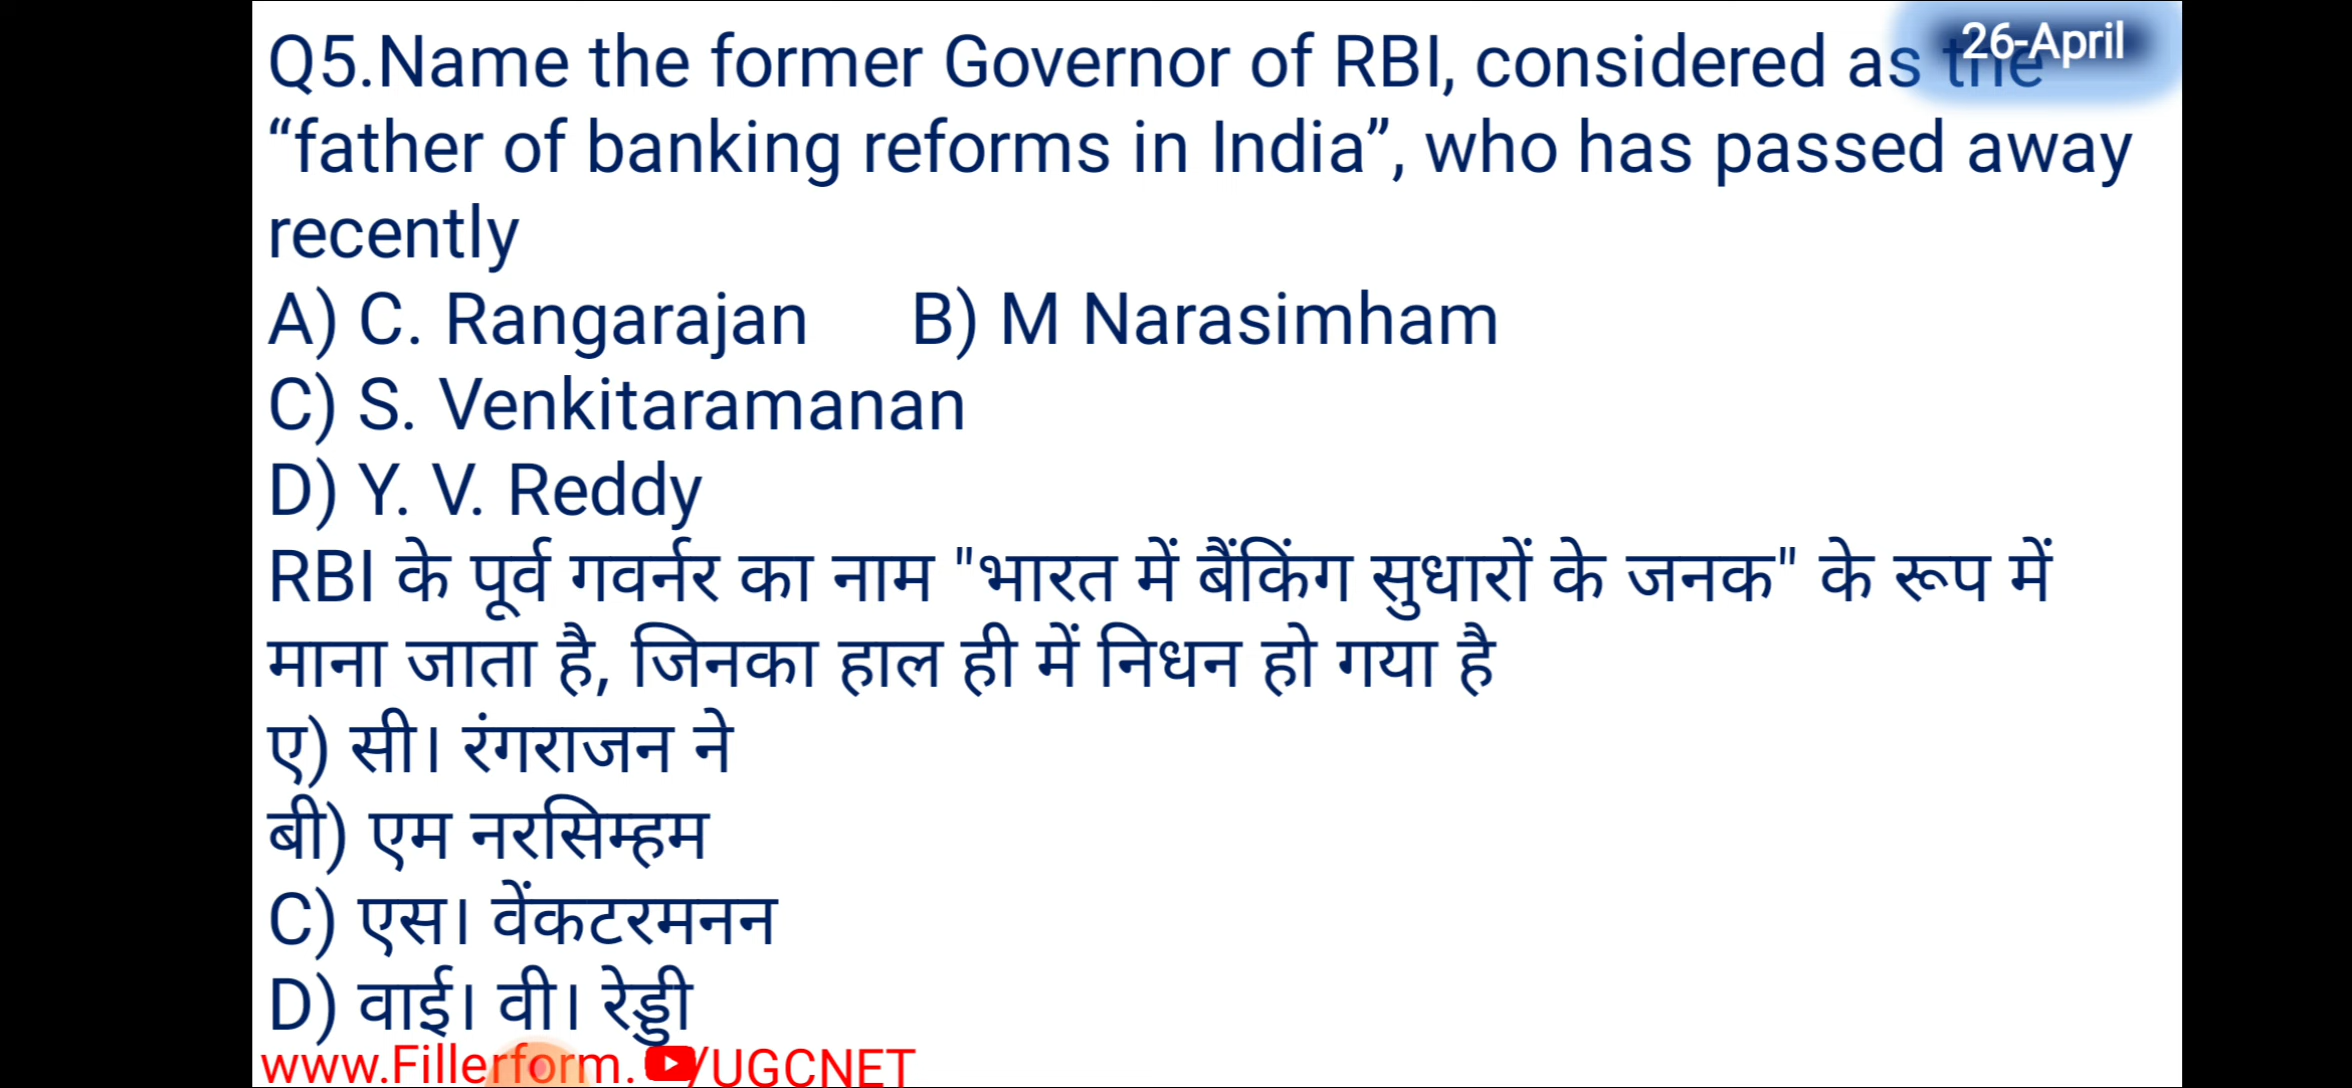 Q5.Name the former Governor of RBI, considered as the
26-April
“father of banking reforms in India”, who has passed away
recently
A) C. Rangarajan B) M Narasimham
C) S. Venkitaramanan
D) Y. V. Reddy
RBI के पूर्व गवर्नर का नाम "भारत में बैंकिंग सुधारों के जनक" के रूप में
माना जाता है, जिनका हाल ही में निधन हो गया है
ए) सी। रंगराजन ने
बी) एम नरसिम्हम
C) एस। वेंकटरमनन
D) वाई। वी। रेड्डी
www.Fillerform. /UGCNET